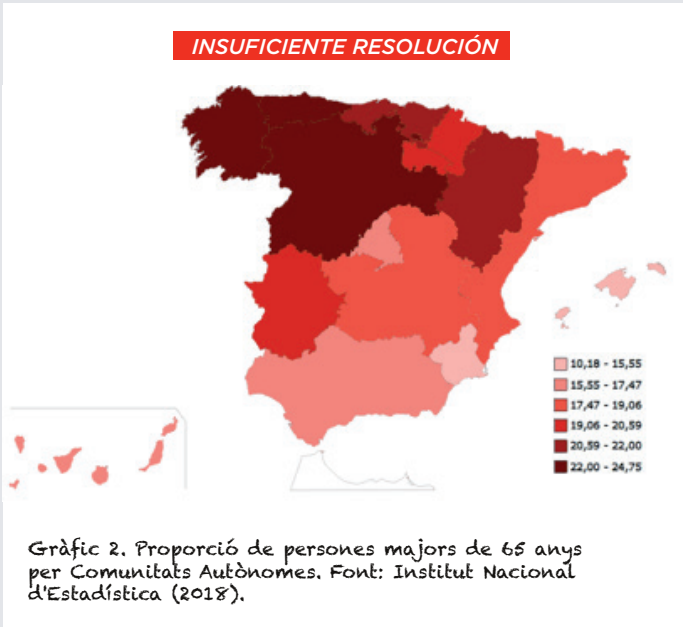 INSUFICIENTE RESOLUCIÓN
10,18 - 15,55
15,55 - 17,47
17,47 - 19,06
19,06 - 20,59
20,59 - 22,00
22,00 - 24,75
Gràfic 2. Proporció de persones majors de 65 anys
per Comunitats Autònomes. Font: Institut Nacional
d'Estadística (2018).